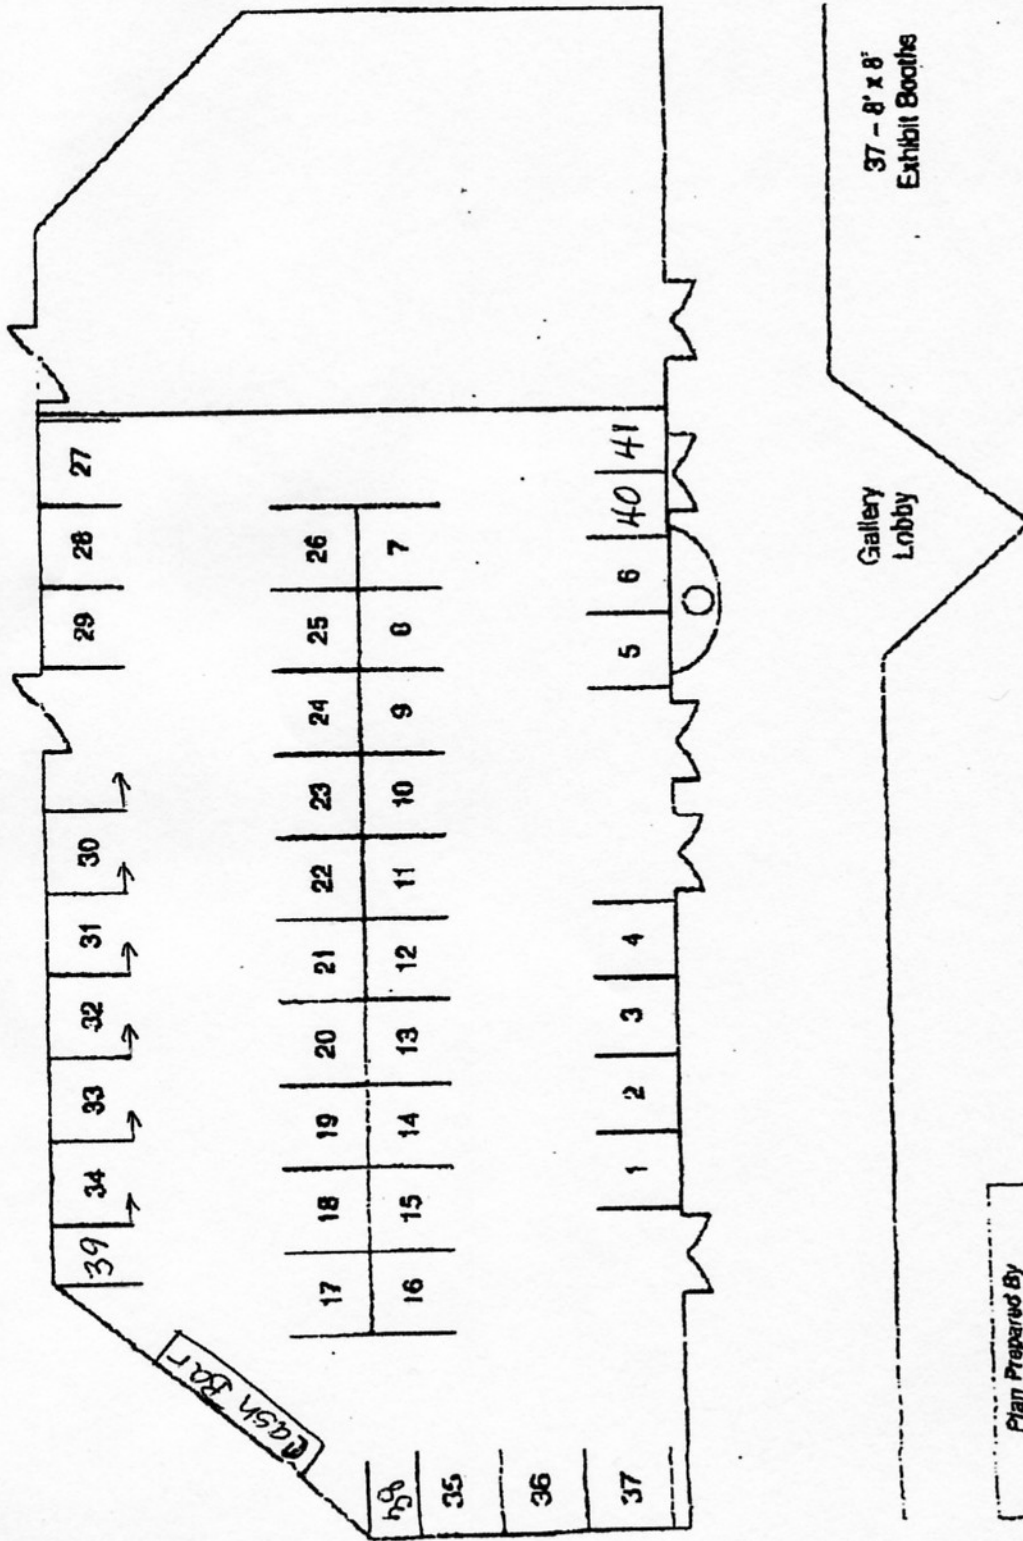 39 34 33 32 31 30 29 28 27
Cash Bar
17 18 19 20 21 22 23 24 25 26
38 16 15 14 13 12 11 10 9 8 7
35
36
37 1 2 3 4 5 6 40 41
Gallery
Lobby
37 – 8' x 8'
Exhibit Booths
Plan Prepared By